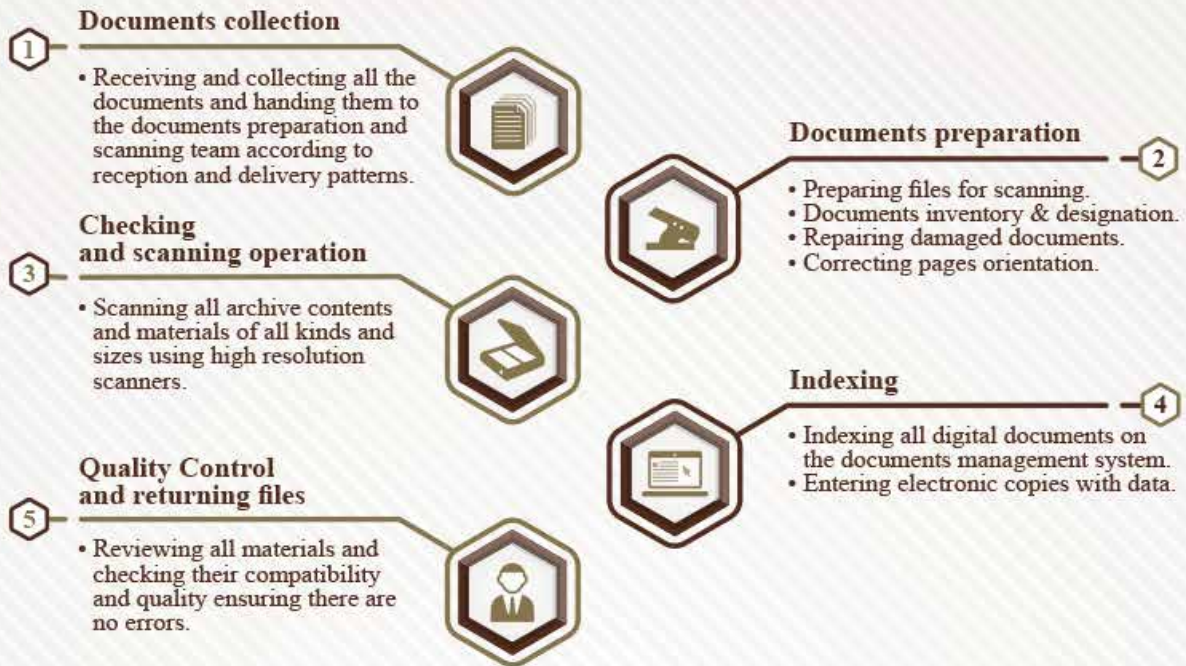 Documents collection
1
• Receiving and collecting all the
documents and handing them to
the documents preparation and
scanning team according to
reception and delivery patterns.
Documents preparation
2
• Preparing files for scanning.
• Documents inventory & designation.
• Repairing damaged documents.
• Correcting pages orientation.
Checking
and scanning operation
3
• Scanning all archive contents
and materials of all kinds and
sizes using high resolution
scanners.
Indexing
4
• Indexing all digital documents on
the documents management system.
• Entering electronic copies with data.
Quality Control
and returning files
5
• Reviewing all materials and
checking their compatibility
and quality ensuring there are
no errors.